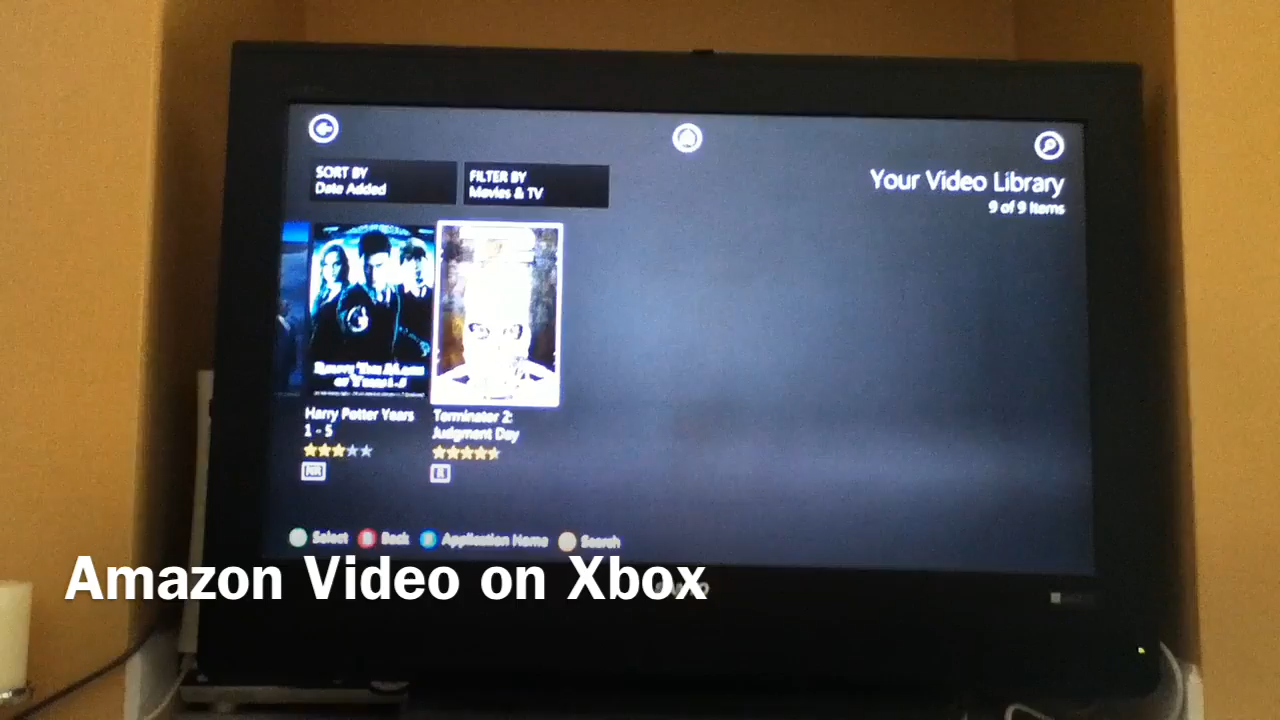 SORT BY
Date Added
FILTER BY
Movies & TV
Your Video Library
9 of 9 Items
Harry Potter Years
1 - 5
NR
Terminator 2:
Judgment Day
R
Select Back Application Home Search
Amazon Video on Xbox